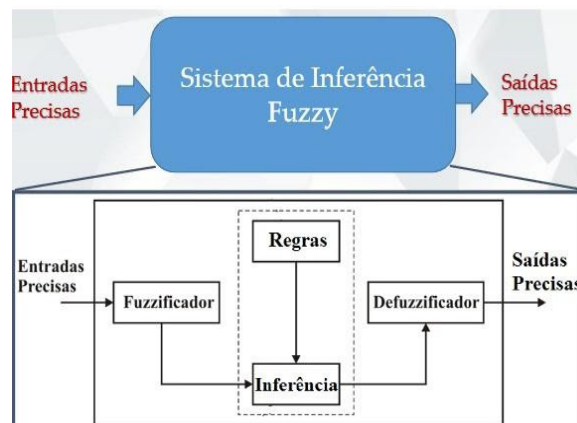 Entradas
Precisas
Sistema de Inferência
Fuzzy
Saídas
Precisas
Entradas
Precisas
Fuzzificador
Regras
Inferência
Defuzzificador
Saídas
Precisas